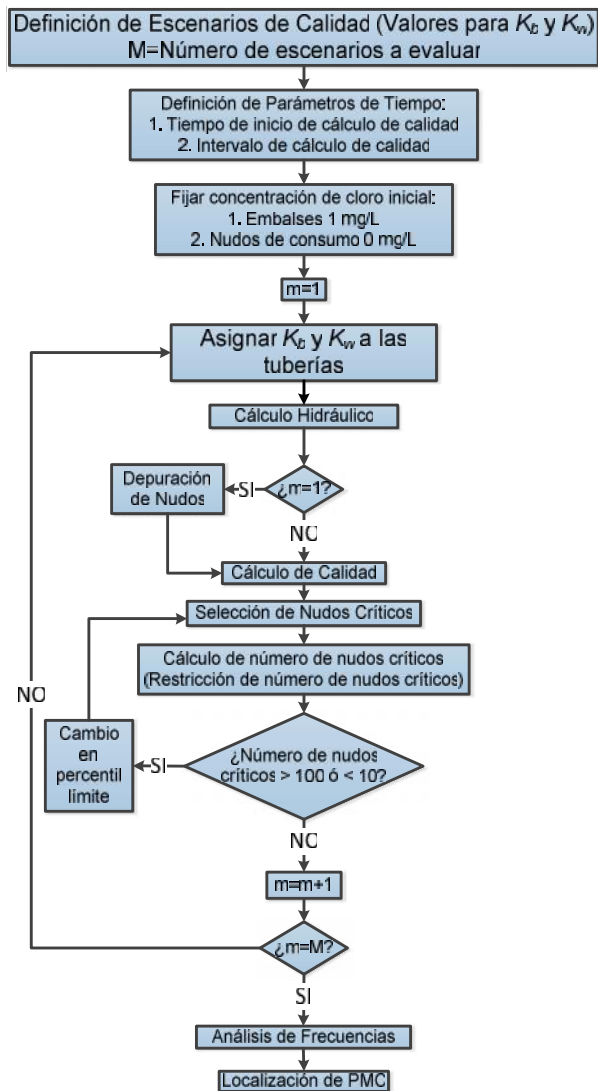 Definición de Escenarios de Calidad (Valores para Kb y Kw)
M=Número de escenarios a evaluar
Definición de Parámetros de Tiempo:
1. Tiempo de inicio de cálculo de calidad
2. Intervalo de cálculo de calidad
Fijar concentración de cloro inicial:
1. Embalses 1 mg/L
2. Nudos de consumo 0 mg/L
m=1
Asignar Kb y Kw a las
tuberías
Cálculo Hidráulico
¿m=1?
SI
Depuración
de Nudos
NO
Cálculo de Calidad
Selección de Nudos Críticos
Cálculo de número de nudos críticos
(Restricción de número de nudos críticos)
¿Número de nudos
críticos > 100 ó < 10?
SI
Cambio
en
percentil
límite
NO
m=m+1
¿m=M?
NO
SI
Análisis de Frecuencias
Localización de PMC